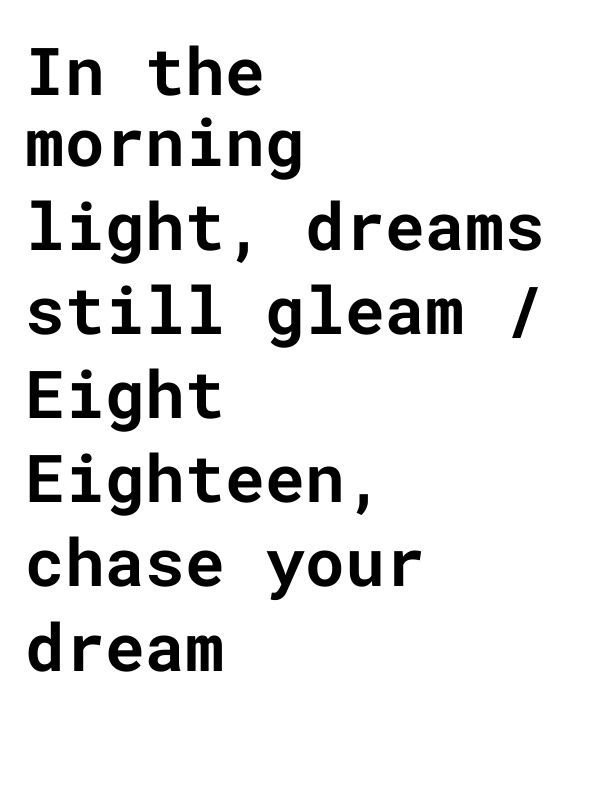 In the
morning
light, dreams
still gleam /
Eight
Eighteen,
chase your
dream